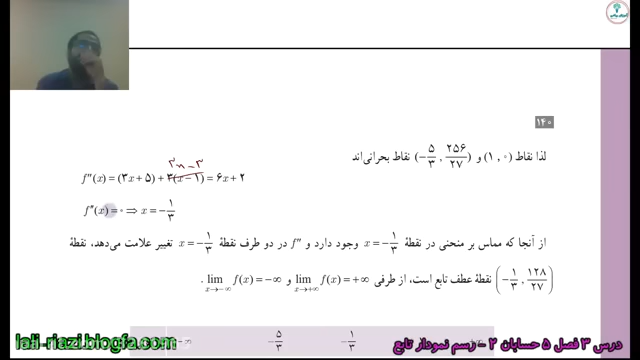 ۱۴۰
لذا نقاط (۱ , ۰) و (−۵/۳ , ۲۵۶/۲۷) نقاط بحرانی‌اند
۳x − ۳
f″(x) = (۳x + ۵) + ۳(x − ۱) = ۶x + ۲
f″(x) = ۰ ⇒ x = −۱/۳
از آنجا که مماس بر منحنی در نقطهٔ x = −۱/۳ وجود دارد و f″ در دو طرف نقطهٔ x = −۱/۳ تغییر علامت می‌دهد، نقطهٔ
(−۱/۳ , ۱۲۸/۲۷) نقطهٔ عطف تابع است، از طرفی lim x→+∞ f(x) = +∞ و lim x→−∞ f(x) = −∞ .
−۵/۳ −۱/۳
lali-riazi.blogfa.com
درس ۳ فصل ۵ حسابان ۲ - رسم نمودار تابع